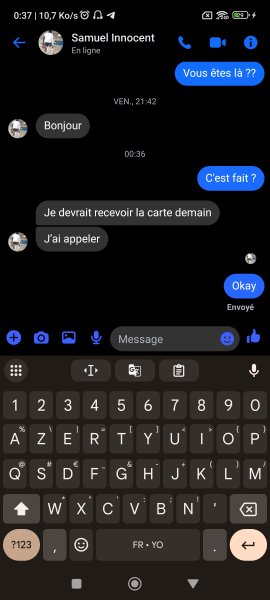 0:37 | 10,7 Ko/s
Samuel Innocent
En ligne
Vous êtes là ??
VEN., 21:42
Bonjour
00:36
C'est fait ?
Je devrait recevoir la carte demain
J'ai appeler
Okay
Envoyé
Message
1 2 3 4 5 6 7 8 9 0
A % Z \ E | R = T [ Y ] U < I > O { P }
Q @ S # D € F _ G & H - J + K ( L ) M /
W * X " C ' V : B ; N ! '
?123 , FR • YO .